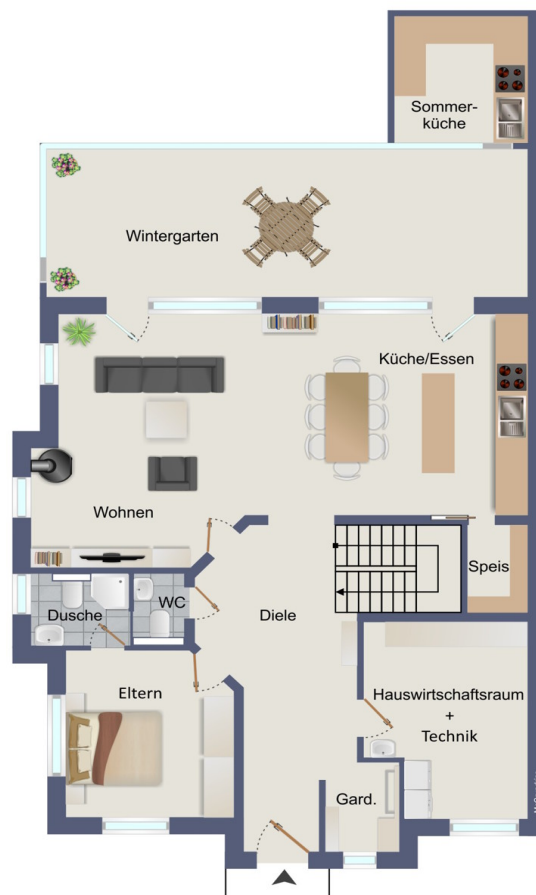 Sommer-
küche
Wintergarten
Küche/Essen
Wohnen
Speis
Dusche
WC
Diele
Eltern
Hauswirtschaftsraum
+
Technik
Gard.